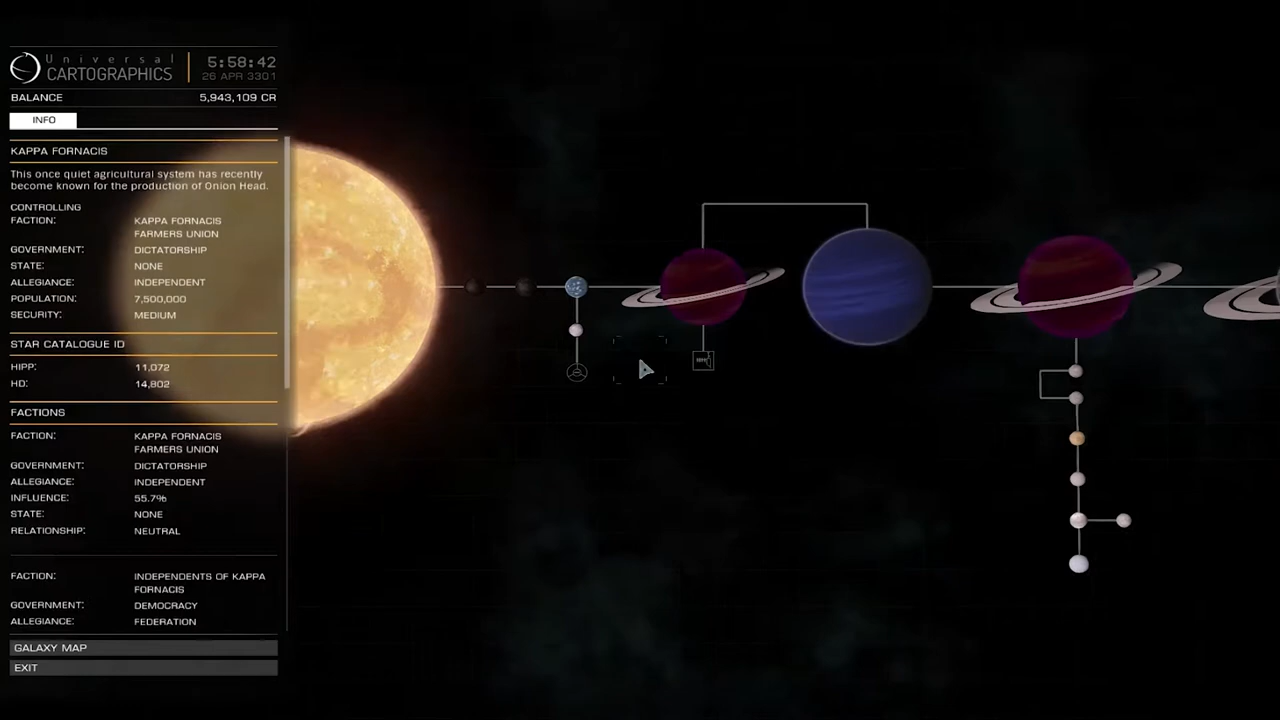 Universal
CARTOGRAPHICS
5:58:42
26 APR 3301
BALANCE 5,943,109 CR
INFO
KAPPA FORNACIS
This once quiet agricultural system has recently
become known for the production of Onion Head.
CONTROLLING
FACTION: KAPPA FORNACIS
FARMERS UNION
GOVERNMENT: DICTATORSHIP
STATE: NONE
ALLEGIANCE: INDEPENDENT
POPULATION: 7,500,000
SECURITY: MEDIUM
STAR CATALOGUE ID
HIPP: 11,072
HD: 14,802
FACTIONS
FACTION: KAPPA FORNACIS
FARMERS UNION
GOVERNMENT: DICTATORSHIP
ALLEGIANCE: INDEPENDENT
INFLUENCE: 55.7%
STATE: NONE
RELATIONSHIP: NEUTRAL
FACTION: INDEPENDENTS OF KAPPA
FORNACIS
GOVERNMENT: DEMOCRACY
ALLEGIANCE: FEDERATION
GALAXY MAP
EXIT